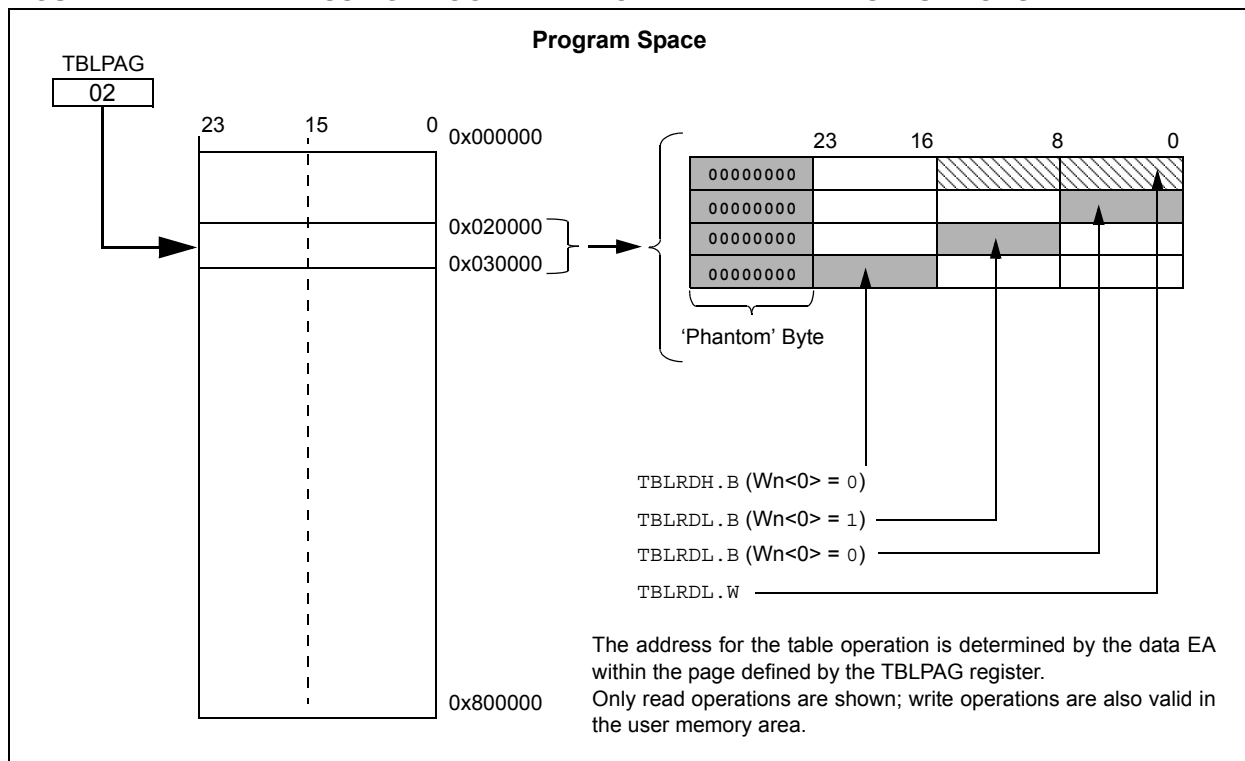 Program Space
TBLPAG
02
23 15 0
0x000000
0x020000
0x030000
0x800000
23 16 8 0
00000000
00000000
00000000
00000000
‘Phantom’ Byte
TBLRDH.B (Wn<0> = 0)
TBLRDL.B (Wn<0> = 1)
TBLRDL.B (Wn<0> = 0)
TBLRDL.W
The address for the table operation is determined by the data EA
within the page defined by the TBLPAG register.
Only read operations are shown; write operations are also valid in
the user memory area.